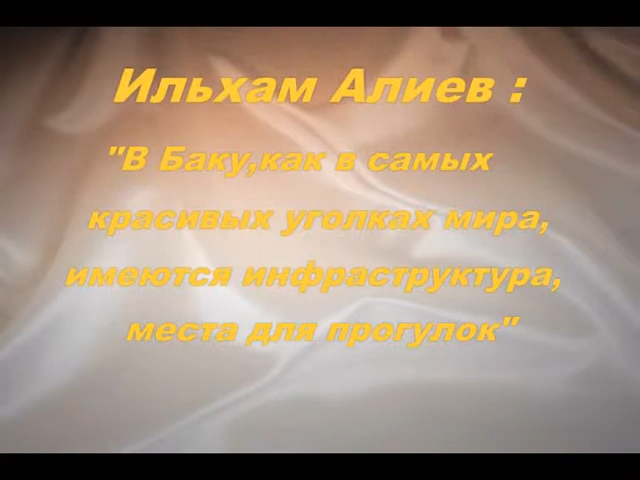 Ильхам Алиев :
"В Баку,как в самых
красивых уголках мира,
имеются инфраструктура,
места для прогулок"